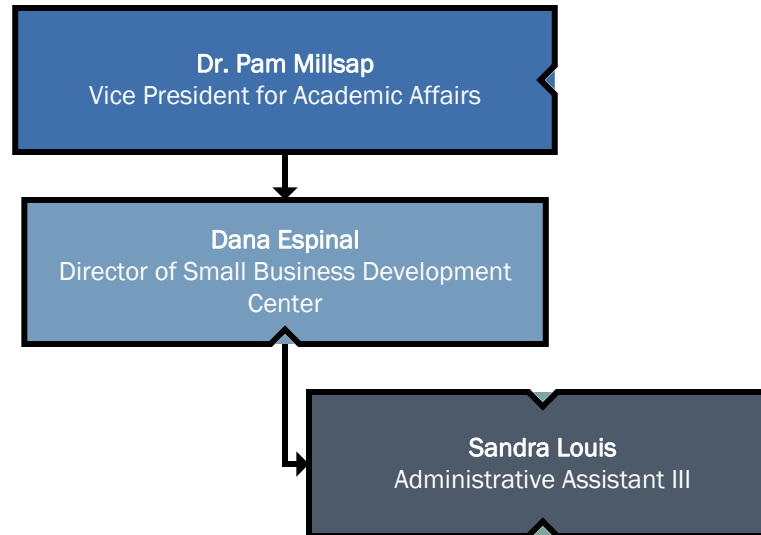 Dr. Pam Millsap
Vice President for Academic Affairs
Dana Espinal
Director of Small Business Development
Center
Sandra Louis
Administrative Assistant III